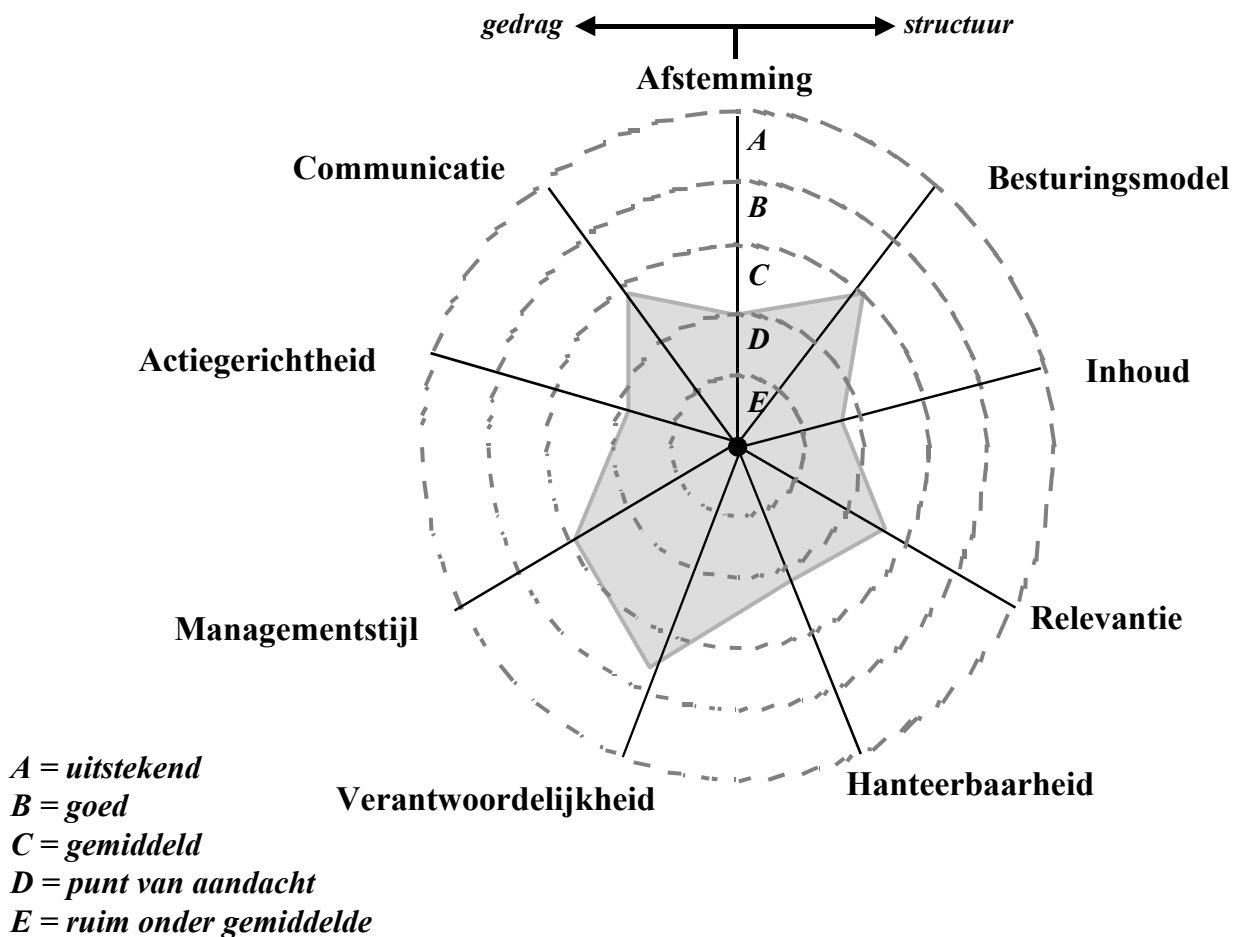 gedrag structuur
Afstemming
A
Communicatie
Besturingsmodel
B
C
D
Actiegerichtheid
Inhoud
E
Managementstijl
Relevantie
A = uitstekend
Verantwoordelijkheid
Hanteerbaarheid
B = goed
C = gemiddeld
D = punt van aandacht
E = ruim onder gemiddelde